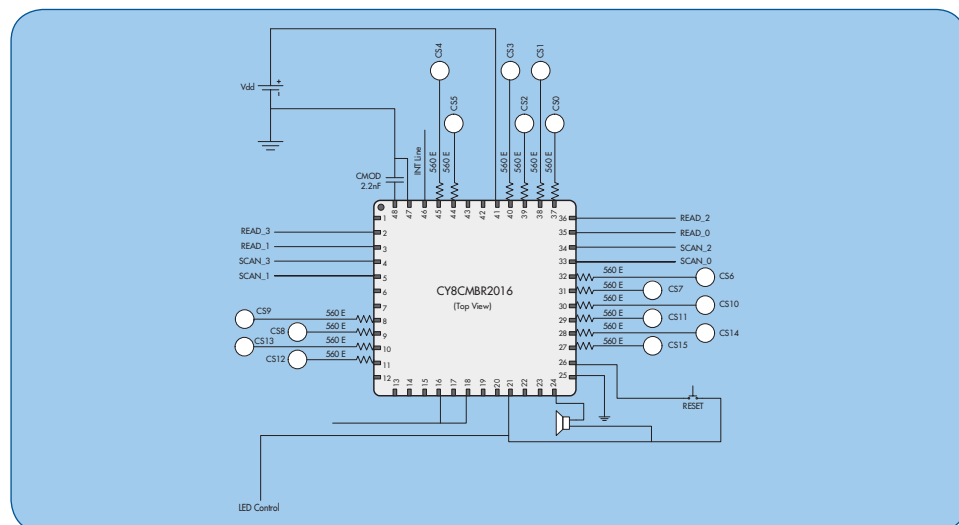 CS4
CS3
CS1
Vdd
+
-
CS5
CS2
CS0
INT Line
560 E
560 E
560 E
560 E
560 E
560 E
CMOD
2.2nF
48
47
46
45
44
43
42
41
40
39
38
37
1
2
3
4
5
6
7
8
9
10
11
12
36
35
34
33
32
31
30
29
28
27
26
25
READ_3
READ_1
SCAN_3
SCAN_1
READ_2
READ_0
SCAN_2
SCAN_0
CY8CMBR2016
(Top View)
560 E
CS6
560 E
CS7
560 E
CS10
560 E
CS11
560 E
CS14
560 E
CS15
CS9
560 E
CS8
560 E
CS13
560 E
CS12
560 E
13
14
15
16
17
18
19
20
21
22
23
24
RESET
LED Control